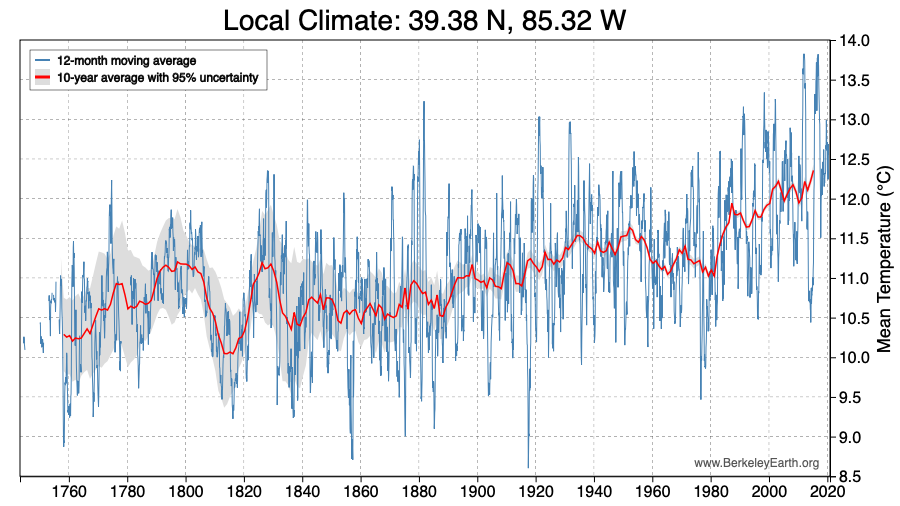 Local Climate: 39.38 N, 85.32 W
12-month moving average
10-year average with 95% uncertainty
14.0
13.5
13.0
12.5
12.0
11.5
11.0
10.5
10.0
9.5
9.0
8.5
Mean Temperature (°C)
www.BerkeleyEarth.org
1760 1780 1800 1820 1840 1860 1880 1900 1920 1940 1960 1980 2000 2020